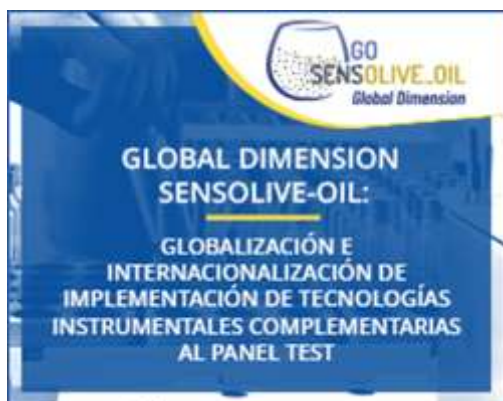 GO
SENSOLIVE_OIL
Global Dimension
GLOBAL DIMENSION
SENSOLIVE-OIL:
GLOBALIZACIÓN E
INTERNACIONALIZACIÓN DE
IMPLEMENTACIÓN DE TECNOLOGÍAS
INSTRUMENTALES COMPLEMENTARIAS
AL PANEL TEST